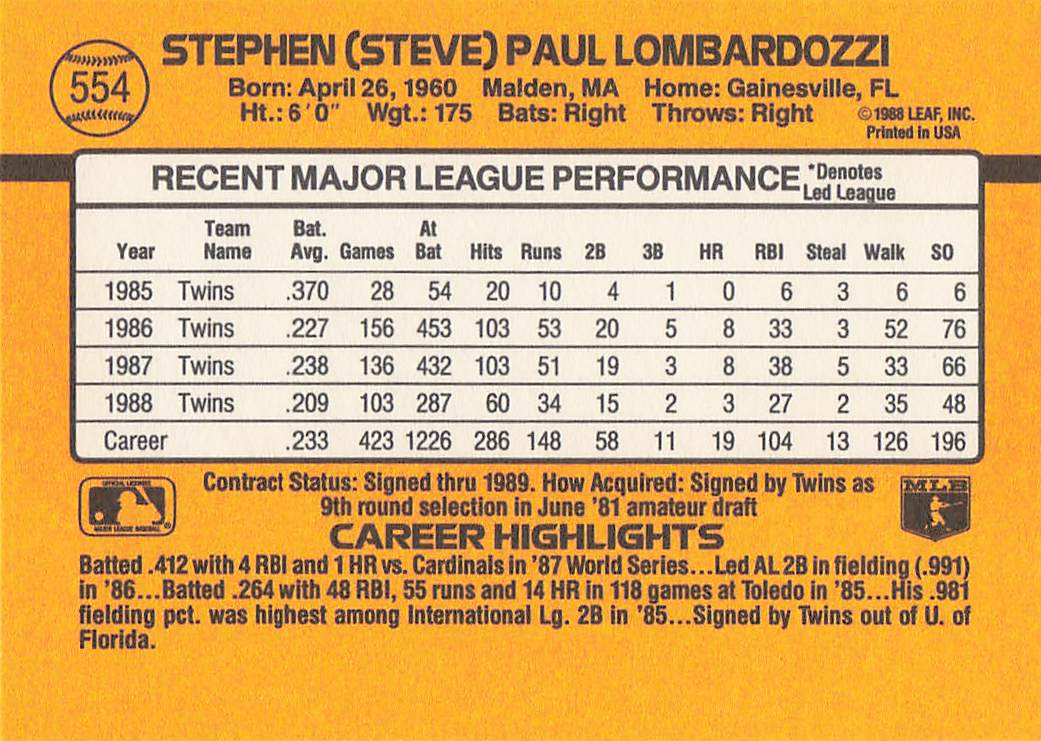 554
STEPHEN (STEVE) PAUL LOMBARDOZZI
Born: April 26, 1960 Malden, MA Home: Gainesville, FL
Ht.: 6'0" Wgt.: 175 Bats: Right Throws: Right
©1988 LEAF, INC.
Printed in USA
RECENT MAJOR LEAGUE PERFORMANCE *Denotes
Led League
Year Team Name Bat. Avg. Games At Bat Hits Runs 2B 3B HR RBI Steal Walk SO
1985 Twins .370 28 54 20 10 4 1 0 6 3 6 6
1986 Twins .227 156 453 103 53 20 5 8 33 3 52 76
1987 Twins .238 136 432 103 51 19 3 8 38 5 33 66
1988 Twins .209 103 287 60 34 15 2 3 27 2 35 48
Career .233 423 1226 286 148 58 11 19 104 13 126 196
OFFICIAL LICENSEE
MAJOR LEAGUE BASEBALL
Contract Status: Signed thru 1989. How Acquired: Signed by Twins as
9th round selection in June '81 amateur draft
MLB
CAREER HIGHLIGHTS
Batted .412 with 4 RBI and 1 HR vs. Cardinals in '87 World Series...Led AL 2B in fielding (.991)
in '86...Batted .264 with 48 RBI, 55 runs and 14 HR in 118 games at Toledo in '85...His .981
fielding pct. was highest among International Lg. 2B in '85...Signed by Twins out of U. of
Florida.